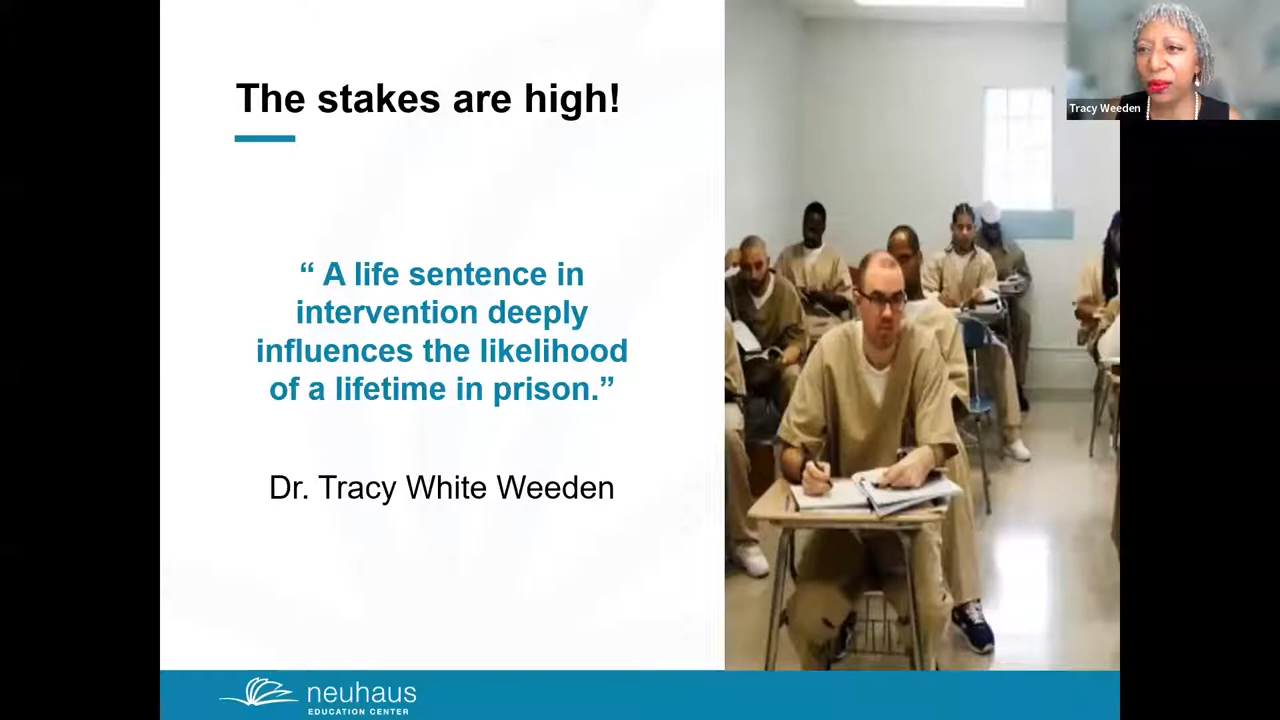 The stakes are high!
“ A life sentence in
intervention deeply
influences the likelihood
of a lifetime in prison.”
Dr. Tracy White Weeden
Tracy Weeden
neuhaus
EDUCATION CENTER